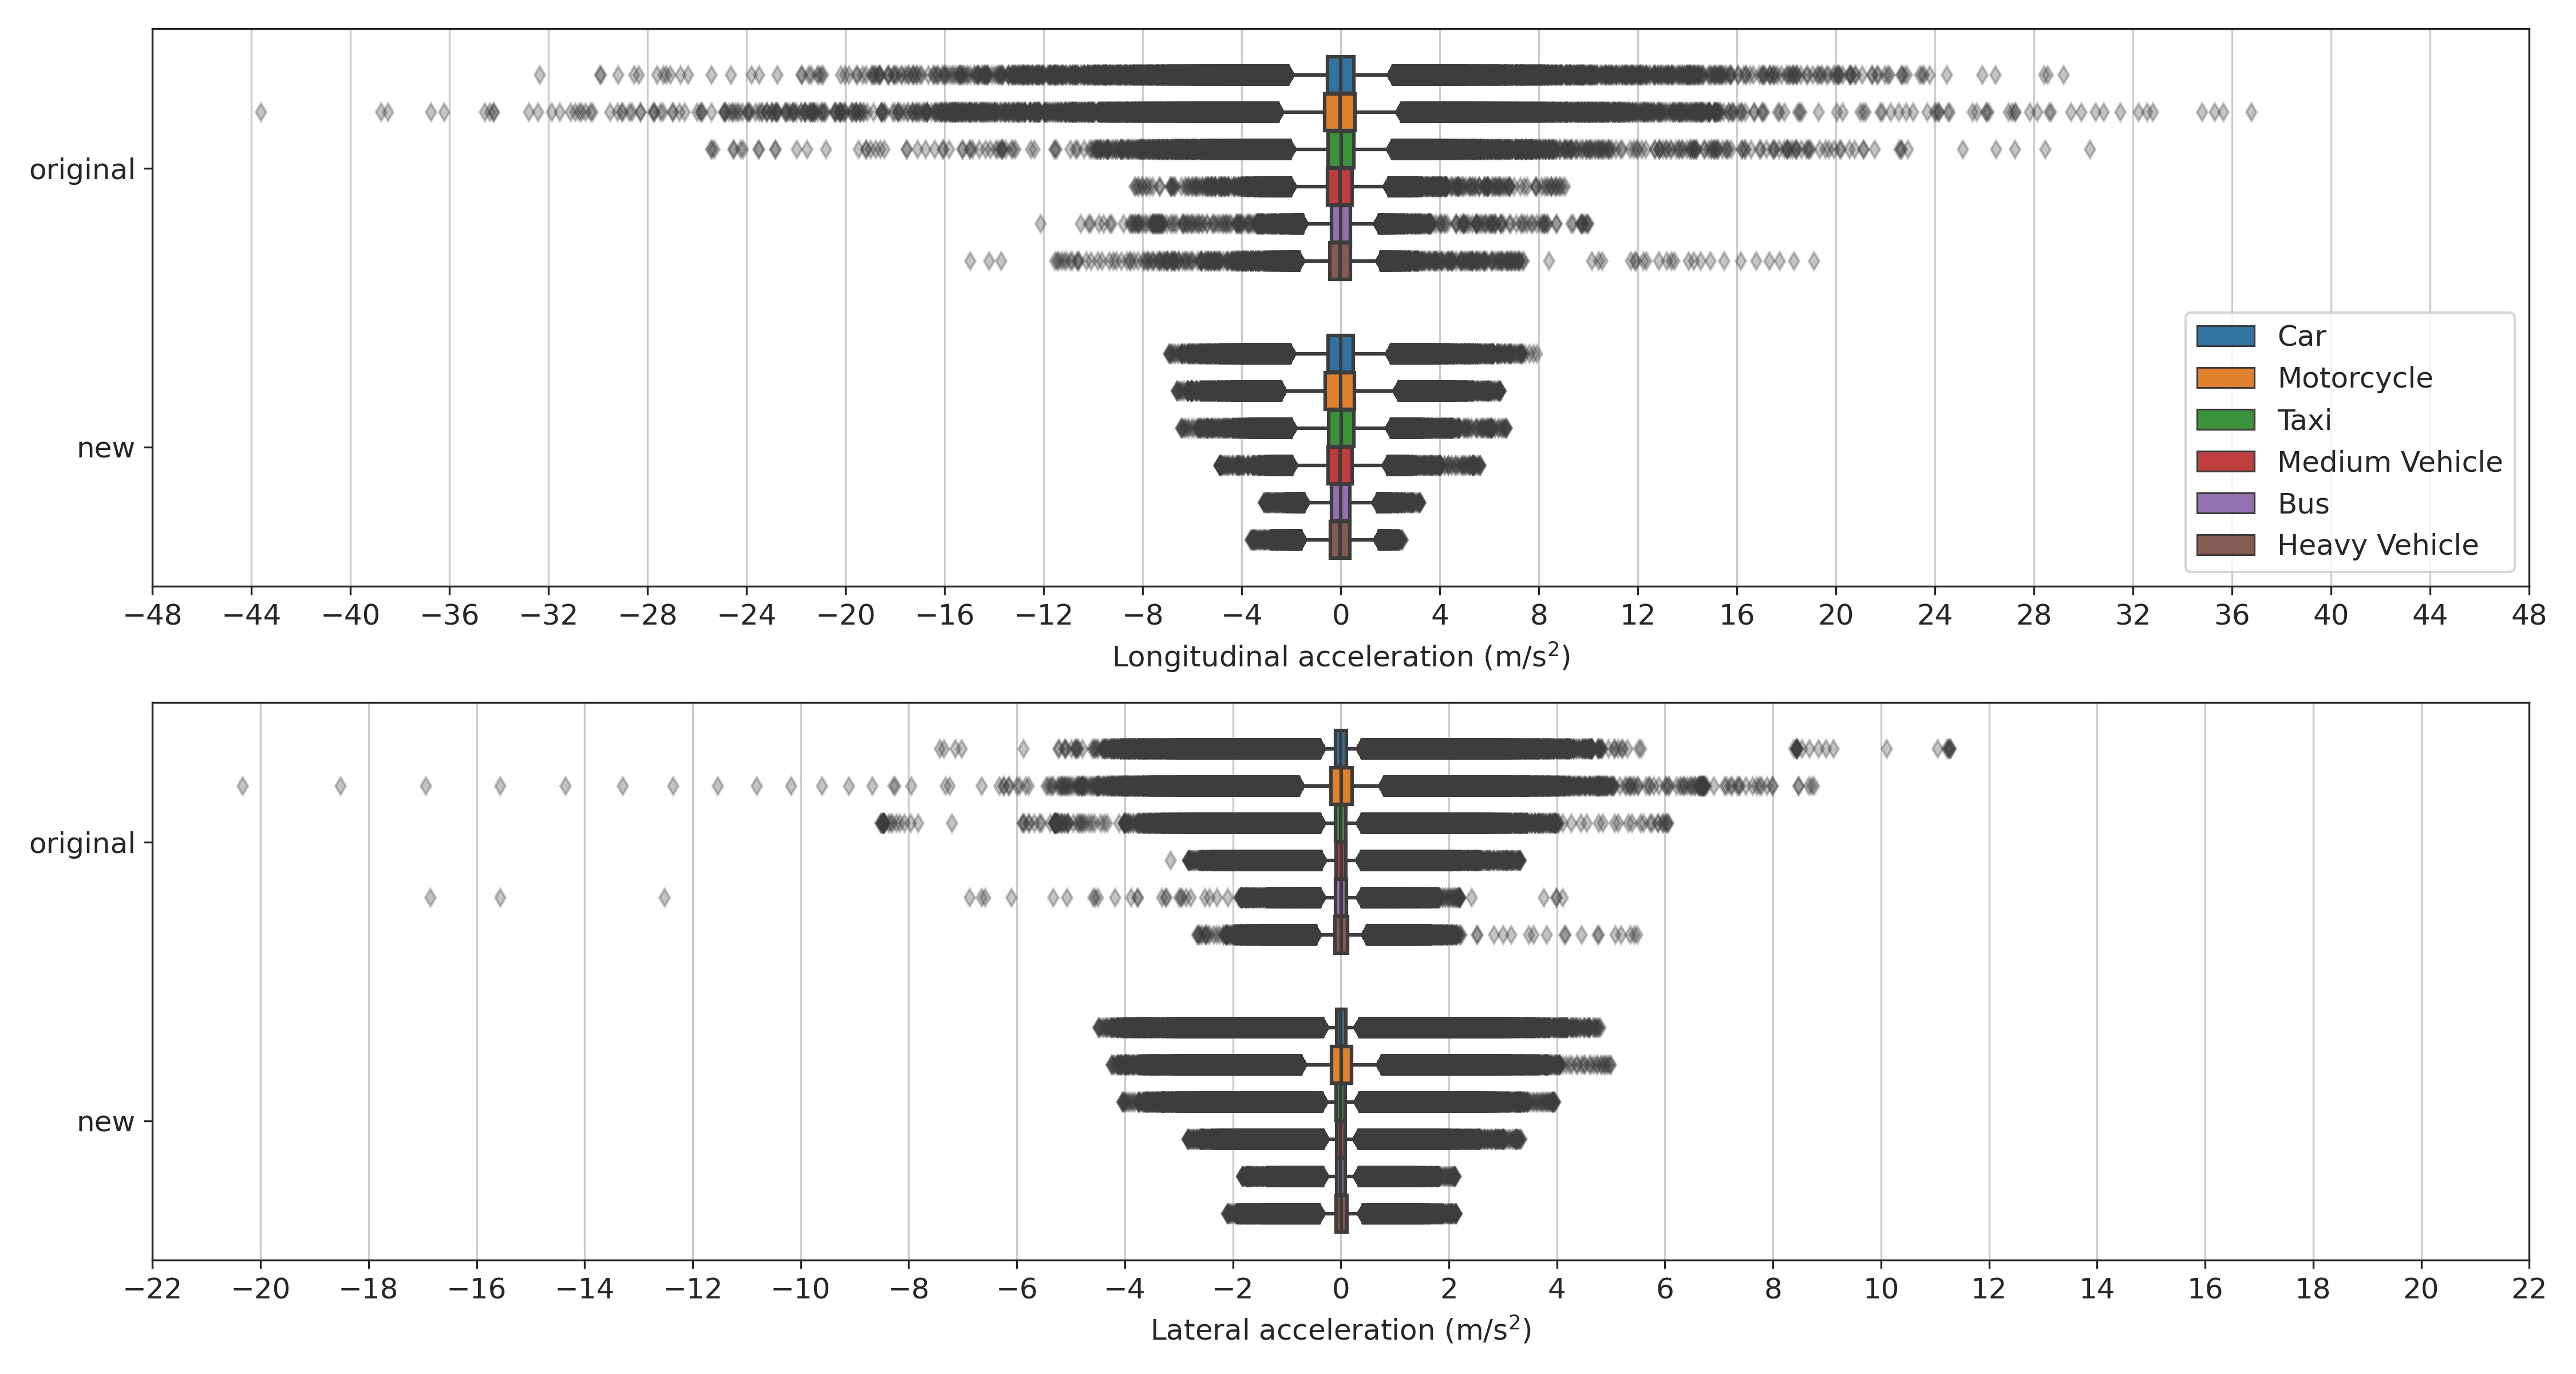 original
new
Car
Motorcycle
Taxi
Medium Vehicle
Bus
Heavy Vehicle
−48 −44 −40 −36 −32 −28 −24 −20 −16 −12 −8 −4 0 4 8 12 16 20 24 28 32 36 40 44 48
Longitudinal acceleration (m/s²)
original
new
−22 −20 −18 −16 −14 −12 −10 −8 −6 −4 −2 0 2 4 6 8 10 12 14 16 18 20 22
Lateral acceleration (m/s²)